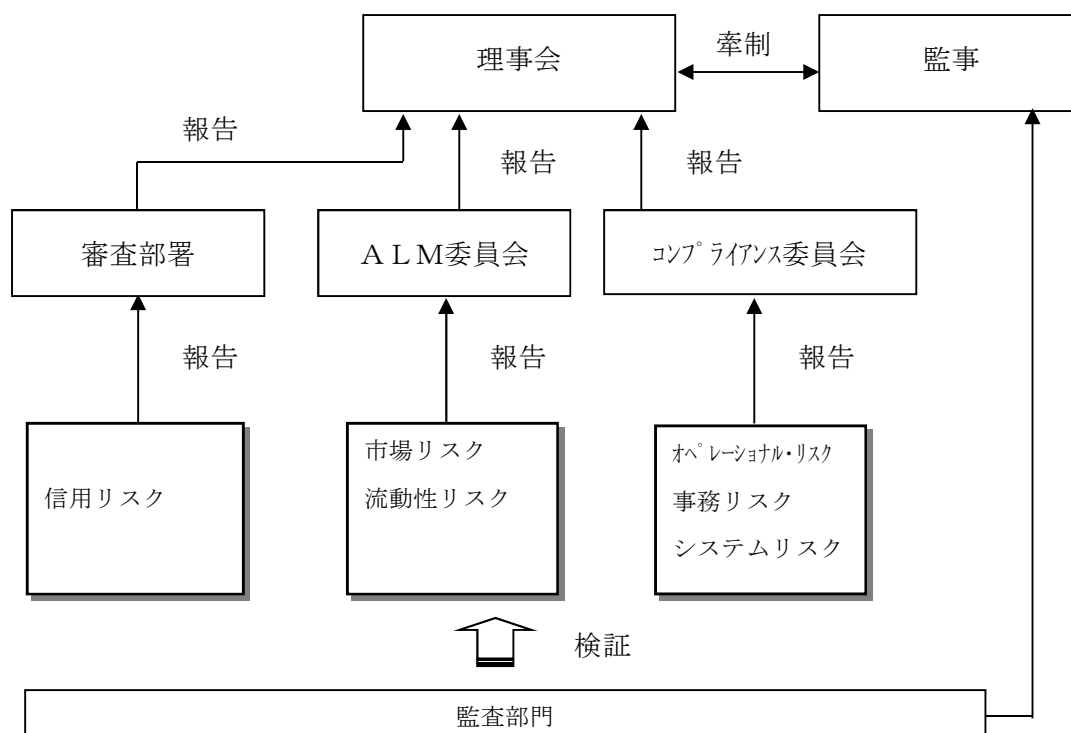 理事会
牽制
監事
報告
報告
報告
審査部署
ＡＬＭ委員会
ｺﾝﾌﾟﾗｲｱﾝｽ委員会
報告
報告
報告
信用リスク
市場リスク
流動性リスク
ｵﾍﾟﾚｰｼｮﾅﾙ・ﾘｽｸ
事務リスク
システムリスク
検証
監査部門